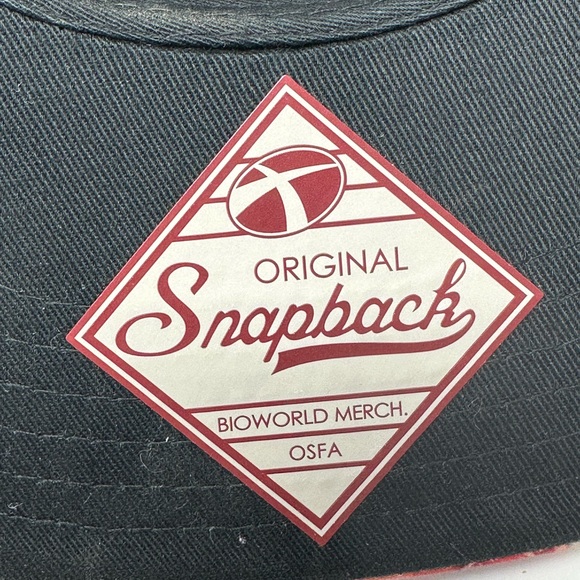 ORIGINAL
Snapback
BIOWORLD MERCH.
OSFA